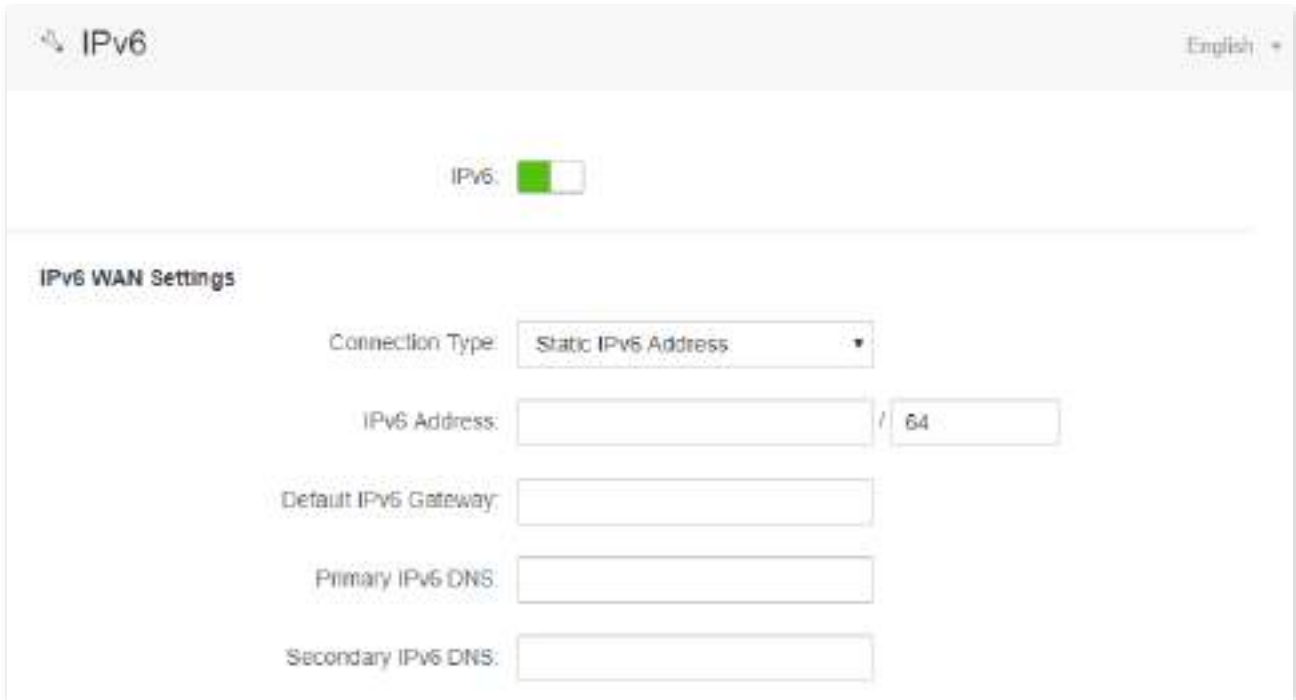 IPv6
English
IPv6:
IPv6 WAN Settings
Connection Type: Static IPv6 Address
IPv6 Address: / 64
Default IPv6 Gateway:
Primary IPv6 DNS:
Secondary IPv6 DNS: